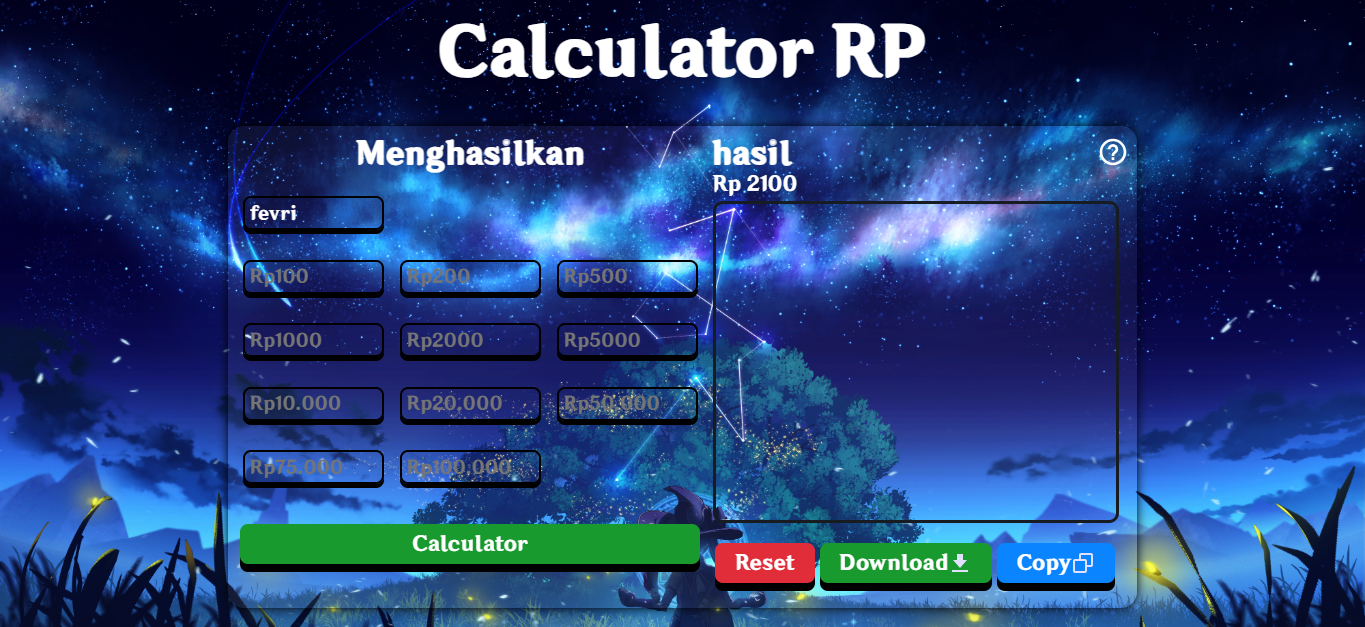 Calculator RP
Menghasilkan
fevri
Rp100 Rp200 Rp500
Rp1000 Rp2000 Rp5000
Rp10.000 Rp20.000 Rp50.000
Rp75.000 Rp100.000
Calculator
hasil
Rp 2100
Reset Download Copy